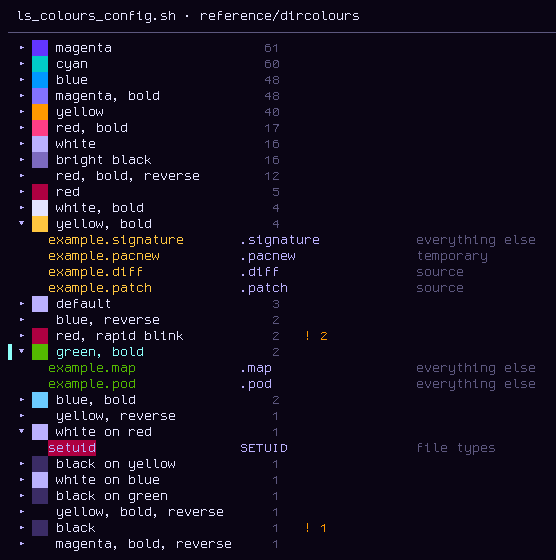 ls_colours_config.sh · reference/dircolours
▸ magenta 61
▸ cyan 60
▸ blue 48
▸ magenta, bold 48
▸ yellow 40
▸ red, bold 17
▸ white 16
▸ bright black 16
▸ red, bold, reverse 12
▸ red 5
▸ white, bold 4
▾ yellow, bold 4
example.signature .signature everything else
example.pacnew .pacnew temporary
example.diff .diff source
example.patch .patch source
▸ default 3
▸ blue, reverse 2
▸ red, rapid blink 2 ! 2
▾ green, bold 2
example.map .map everything else
example.pod .pod everything else
▸ blue, bold 2
▸ yellow, reverse 1
▾ white on red 1
setuid SETUID file types
▸ black on yellow 1
▸ white on blue 1
▸ black on green 1
▸ yellow, bold, reverse 1
▸ black 1 ! 1
▸ magenta, bold, reverse 1